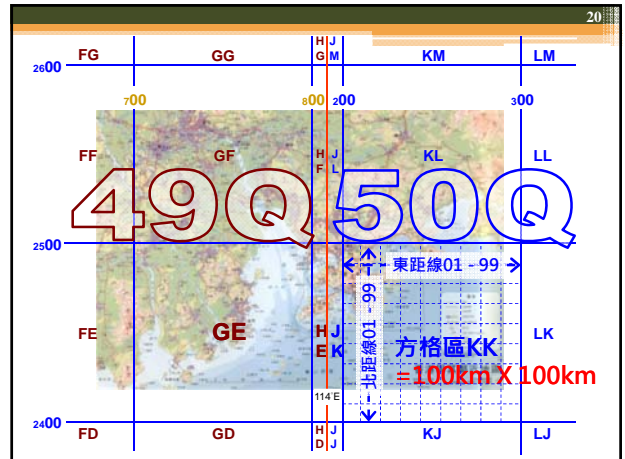 20
FG GG H J KM LM
G M
2600
700 800 200 300
FF GF H J KL LL
F L
49Q 50Q
2500
東距線01 - 99
北距線01 - 99
FE GE H J 方格區KK LK
E K
=100km X 100km
114°E
2400
FD GD H J KJ LJ
D J